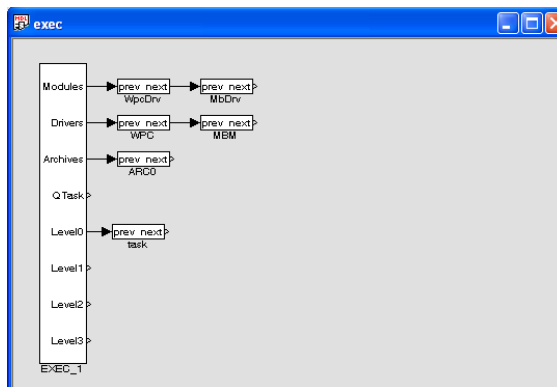 exec
Modules prev next prev next
WpcDrv MbDrv
Drivers prev next prev next
WPC MBM
Archives prev next
ARC0
QTask
Level0 prev next
task
Level1
Level2
Level3
EXEC_1